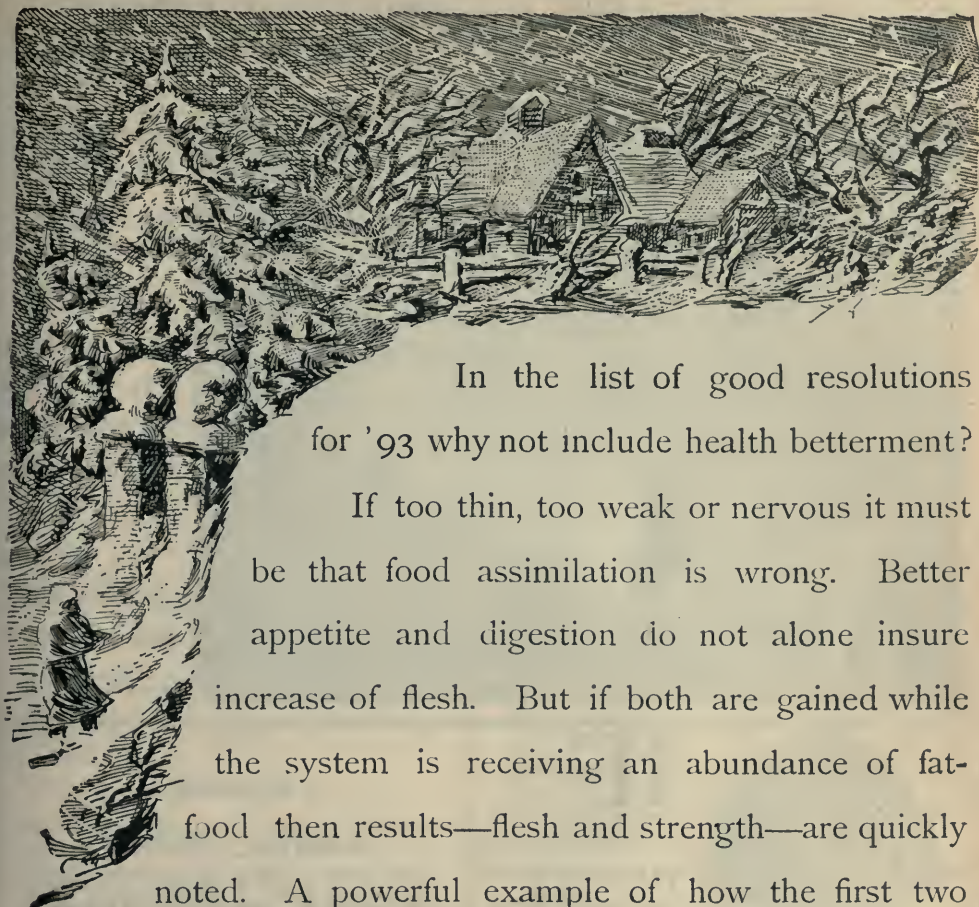 In the list of good resolutions
for '93 why not include health betterment?
If too thin, too weak or nervous it must
be that food assimilation is wrong. Better
appetite and digestion do not alone insure
increase of flesh. But if both are gained while
the system is receiving an abundance of fat-
food then results—flesh and strength—are quickly
noted. A powerful example of how the first two